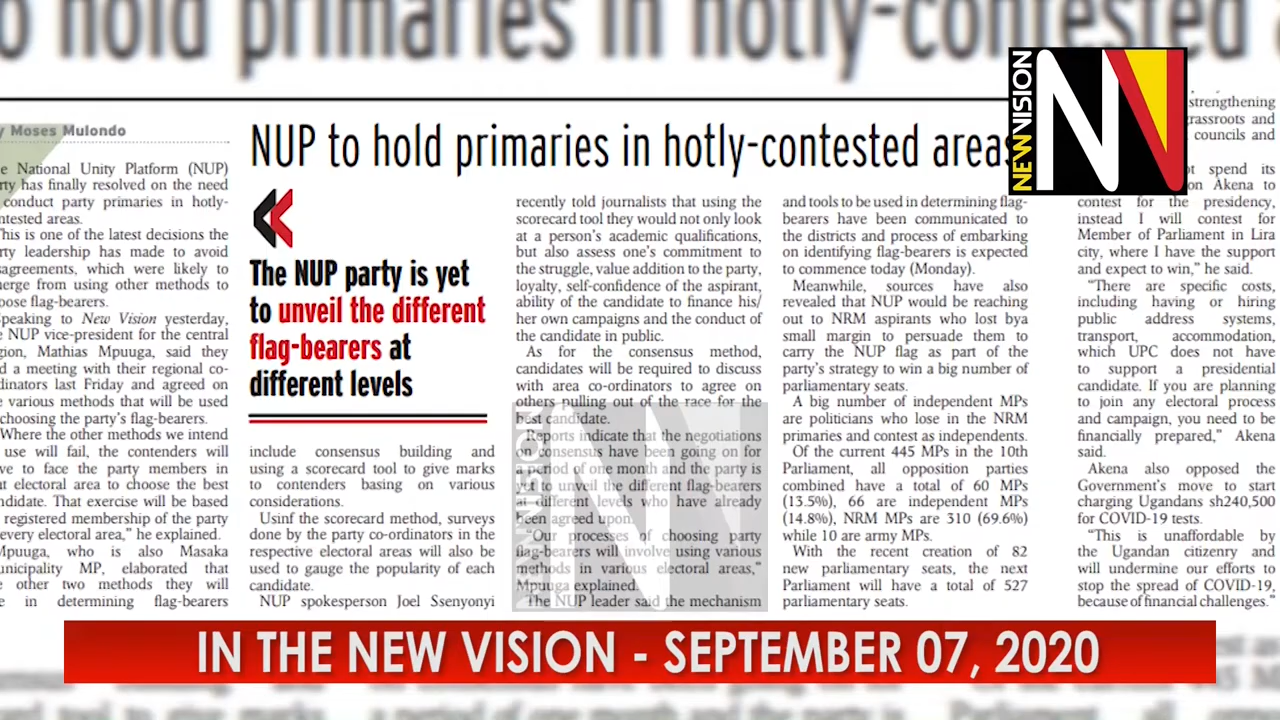 o hold primaries in hotly-contested a
NEW VISION
Moses Mulondo
National Unity Platform (NUP)
has finally resolved on the need
conduct party primaries in hotly-
areas.
This is one of the latest decisions the
leadership has made to avoid
which were likely to
from using other methods to
flag-bearers.
to New Vision yesterday,
NUP vice-president for the central
Mathias Mpuuga, said they
a meeting with their regional co-
last Friday and agreed on
various methods that will be used
choosing the party's flag-bearers.
"Where the other methods we intend
use will fail, the contenders will
to face the party members in
electoral area to choose the best
That exercise will be based
registered membership of the party
every electoral area," he explained.
Mpuuga, who is also Masaka
MP, elaborated that
other two methods they will
in determining flag-bearers
NUP to hold primaries in hotly-contested areas
The NUP party is yet
to unveil the different
flag-bearers at
different levels
include consensus building and
using a scorecard tool to give marks
to contenders basing on various
considerations.
Usinf the scorecard method, surveys
done by the party co-ordinators in the
respective electoral areas will also be
used to gauge the popularity of each
candidate.
NUP spokesperson Joel Ssenyonyi
recently told journalists that using the
scorecard tool they would not only look
at a person's academic qualifications,
but also assess one's commitment to
the struggle, value addition to the party,
loyalty, self-confidence of the aspirant,
ability of the candidate to finance his/
her own campaigns and the conduct of
the candidate in public.
As for the consensus method,
candidates will be required to discuss
with area co-ordinators to agree on
others pulling out of the race for the
best candidate.
Reports indicate that the negotiations
on consensus have been going on for
a period of one month and the party is
yet to unveil the different flag-bearers
at different levels who have already
been agreed upon.
"Our processes of choosing party
flag-bearers will involve using various
methods in various electoral areas,"
Mpuuga explained.
The NUP leader said the mechanism
NEW VISION
and tools to be used in determining flag-
bearers have been communicated to
the districts and process of embarking
on identifying flag-bearers is expected
to commence today (Monday).
Meanwhile, sources have also
revealed that NUP would be reaching
out to NRM aspirants who lost bya
small margin to persuade them to
carry the NUP flag as part of the
party's strategy to win a big number of
parliamentary seats.
A big number of independent MPs
are politicians who lose in the NRM
primaries and contest as independents.
Of the current 445 MPs in the 10th
Parliament, all opposition parties
combined have a total of 60 MPs
(13.5%), 66 are independent MPs
(14.8%), NRM MPs are 310 (69.6%)
while 10 are army MPs.
With the recent creation of 82
new parliamentary seats, the next
Parliament will have a total of 527
parliamentary seats.
strengthening
and
councils and
spend its
on Akena to
contest for the presidency,
instead I will contest for
Member of Parliament in Lira
city, where I have the support
and expect to win," he said.
"There are specific costs,
including having or hiring
public address systems,
transport, accommodation,
which UPC does not have
to support a presidential
candidate. If you are planning
to join any electoral process
and campaign, you need to be
financially prepared," Akena
said.
Akena also opposed the
Government's move to start
charging Ugandans sh240,500
for COVID-19 tests.
"This is unaffordable by
the Ugandan citizenry and
will undermine our efforts to
stop the spread of COVID-19,
because of financial challenges."
IN THE NEW VISION - SEPTEMBER 07, 2020